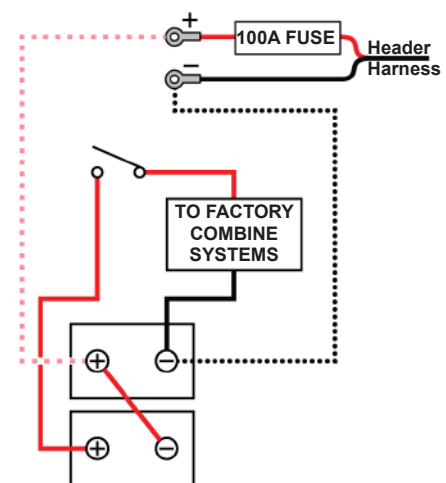 +
100A FUSE
Header
Harness
−
TO FACTORY
COMBINE
SYSTEMS
+ −
+ −